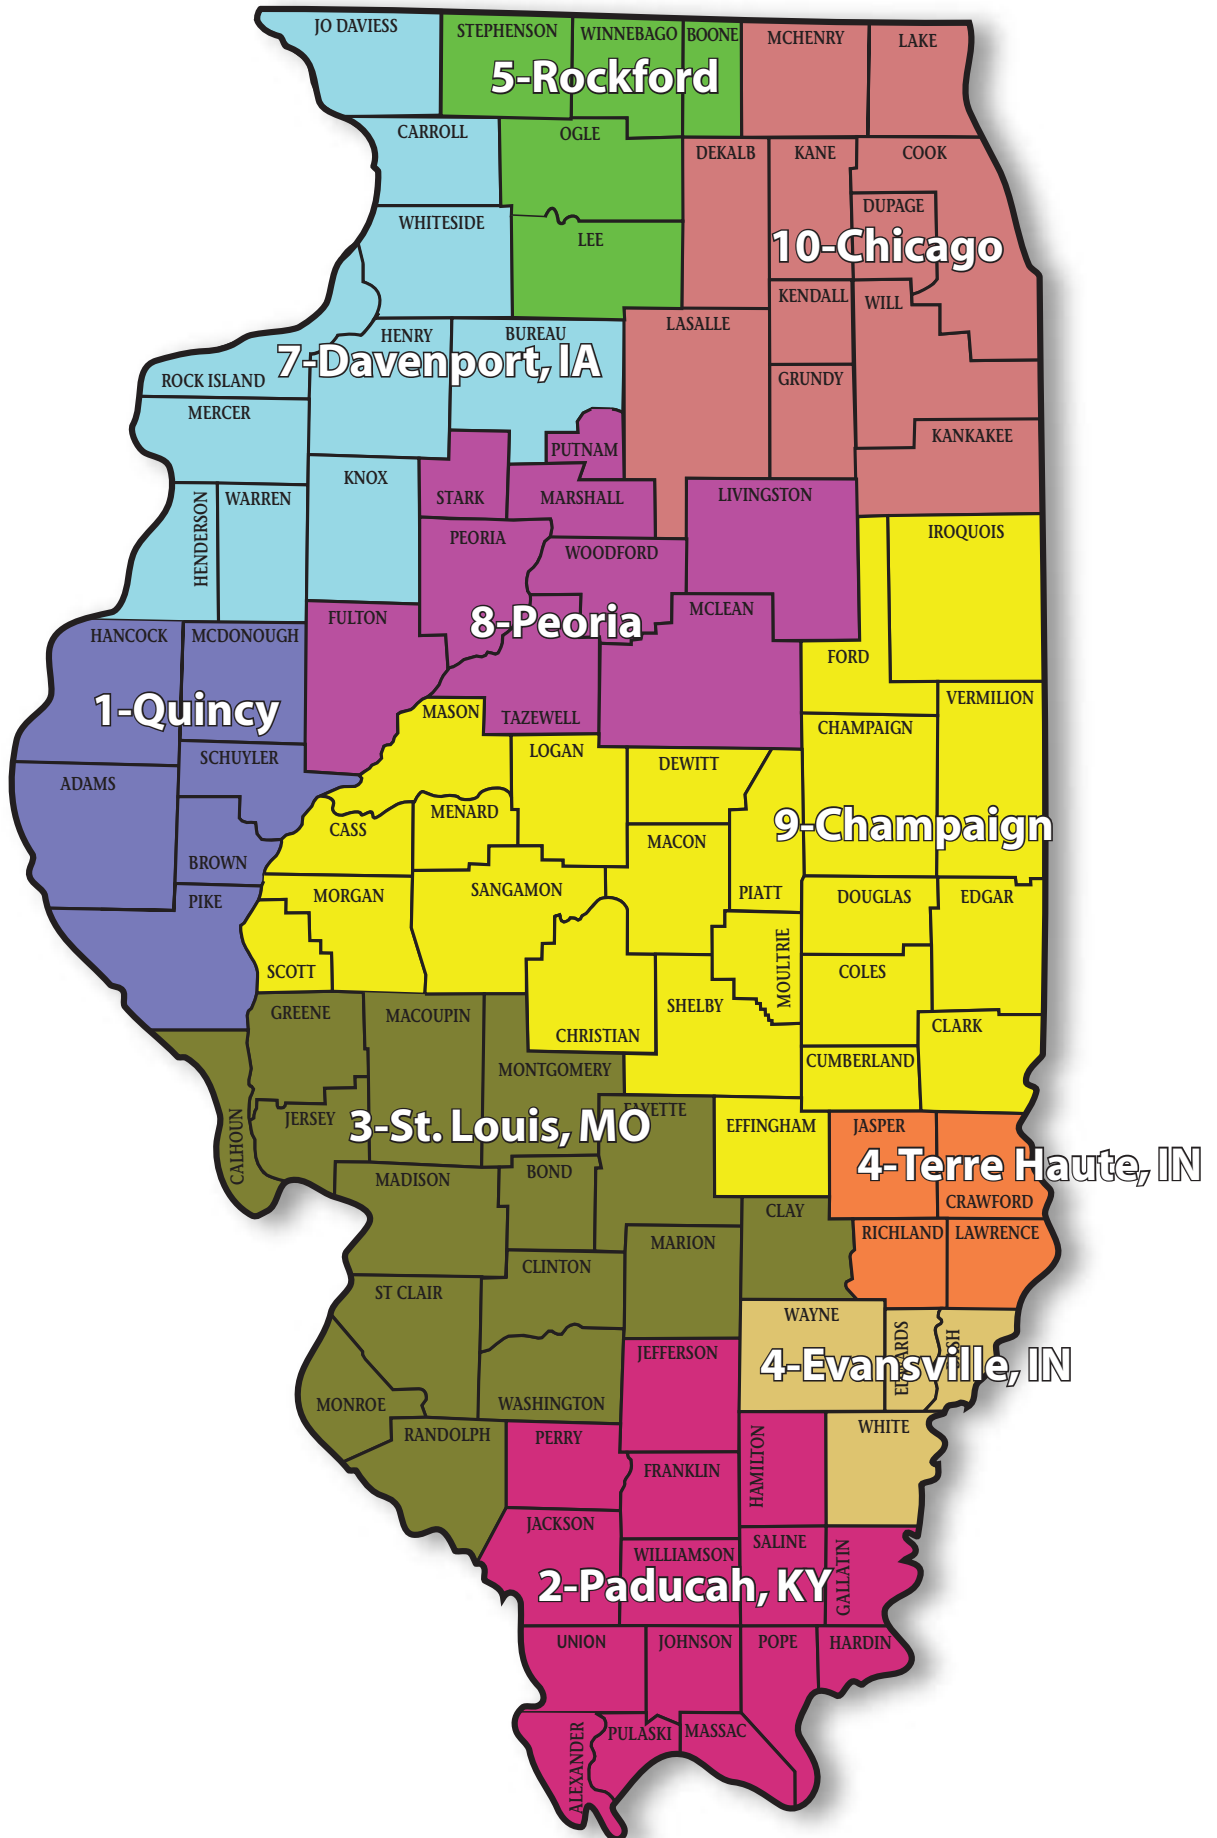 JO DAVIESS
STEPHENSON
WINNEBAGO
BOONE
MCHENRY
LAKE
5-Rockford
CARROLL
OGLE
DEKALB
KANE
COOK
DUPAGE
WHITESIDE
LEE
10-Chicago
KENDALL
WILL
LASALLE
HENRY
BUREAU
7-Davenport, IA
ROCK ISLAND
GRUNDY
MERCER
KANKAKEE
PUTNAM
KNOX
STARK
MARSHALL
LIVINGSTON
WARREN
HENDERSON
PEORIA
WOODFORD
IROQUOIS
8-Peoria
MCLEAN
FULTON
HANCOCK
MCDONOUGH
FORD
VERMILION
1-Quincy
MASON
TAZEWELL
CHAMPAIGN
LOGAN
DEWITT
SCHUYLER
ADAMS
MENARD
CASS
MACON
9-Champaign
BROWN
PIKE
MORGAN
SANGAMON
PIATT
DOUGLAS
EDGAR
SCOTT
MOULTRIE
COLES
GREENE
MACOUPIN
SHELBY
CHRISTIAN
CLARK
MONTGOMERY
CUMBERLAND
FAYETTE
JERSEY
CALHOUN
3-St. Louis, MO
EFFINGHAM
JASPER
4-Terre Haute, IN
CRAWFORD
MADISON
BOND
CLAY
RICHLAND
LAWRENCE
MARION
CLINTON
ST CLAIR
WAYNE
EDWARDS
4-Evansville, IN
JEFFERSON
MONROE
WASHINGTON
RANDOLPH
PERRY
HAMILTON
WHITE
FRANKLIN
JACKSON
WILLIAMSON
SALINE
GALLATIN
2-Paducah, KY
UNION
JOHNSON
POPE
HARDIN
ALEXANDER
PULASKI
MASSAC